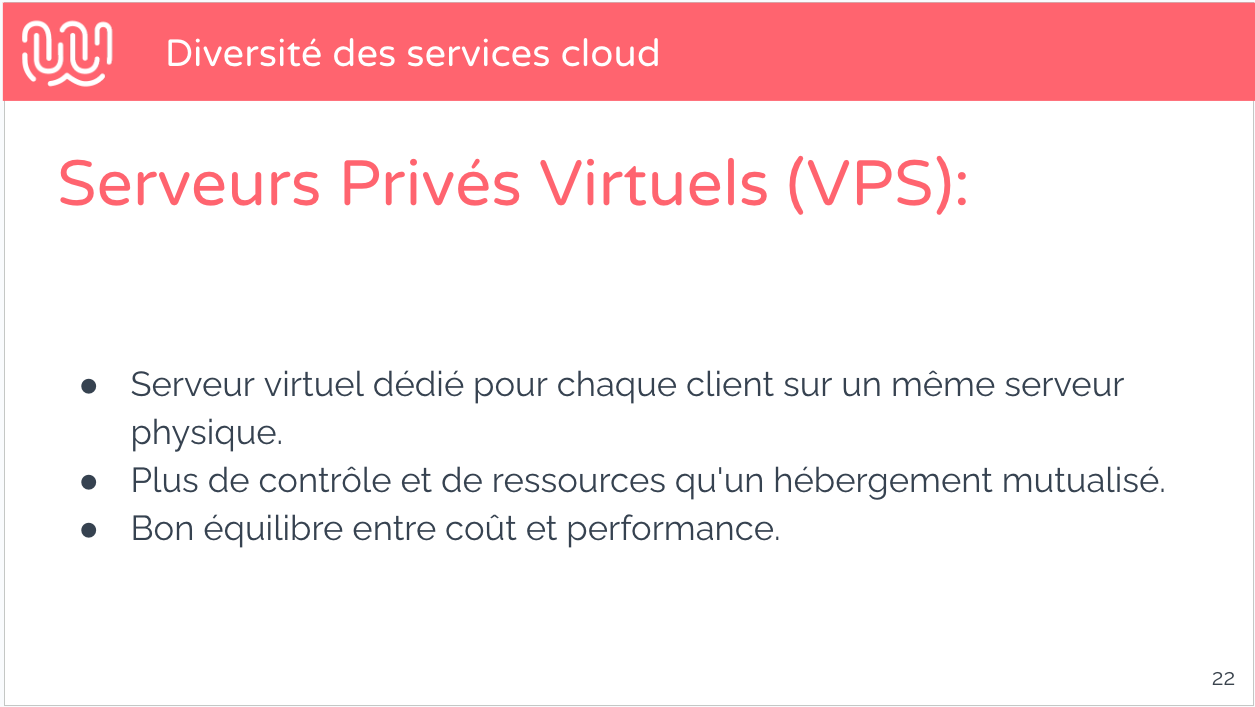 Diversité des services cloud
Serveurs Privés Virtuels (VPS):
● Serveur virtuel dédié pour chaque client sur un même serveur
physique.
● Plus de contrôle et de ressources qu'un hébergement mutualisé.
● Bon équilibre entre coût et performance.
22